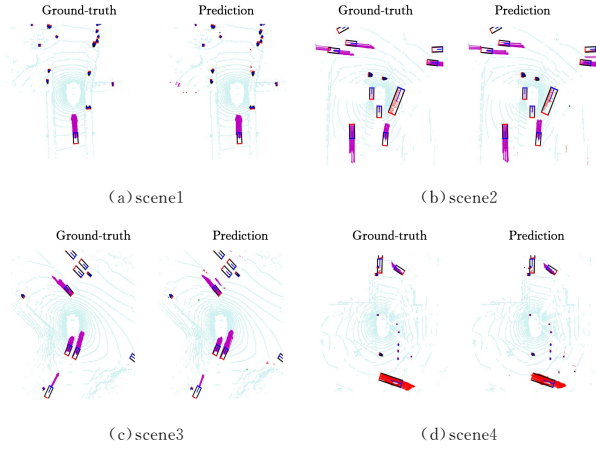 Ground-truth Prediction Ground-truth Prediction
(a)scene1 (b)scene2
Ground-truth Prediction Ground-truth Prediction
(c)scene3 (d)scene4